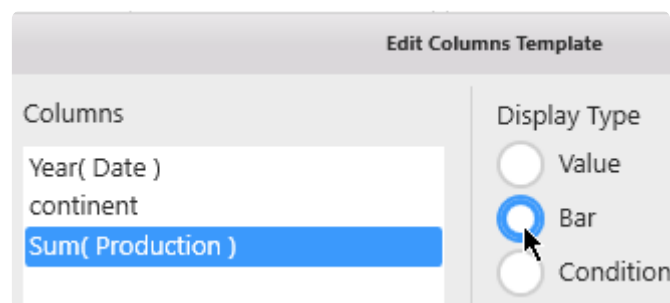 Edit Columns Template
Columns
Year( Date )
continent
Sum( Production )
Display Type
Value
Bar
Condition